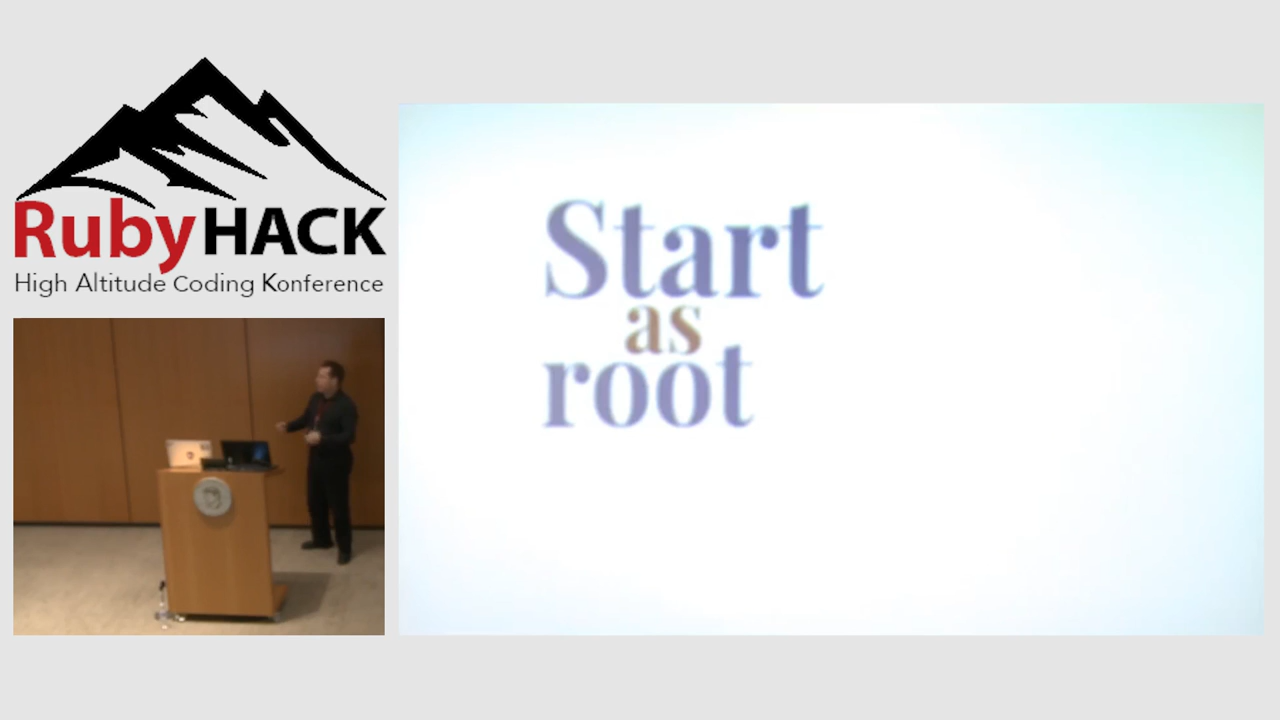 RubyHACK
High Altitude Coding Konference
Start
as
root